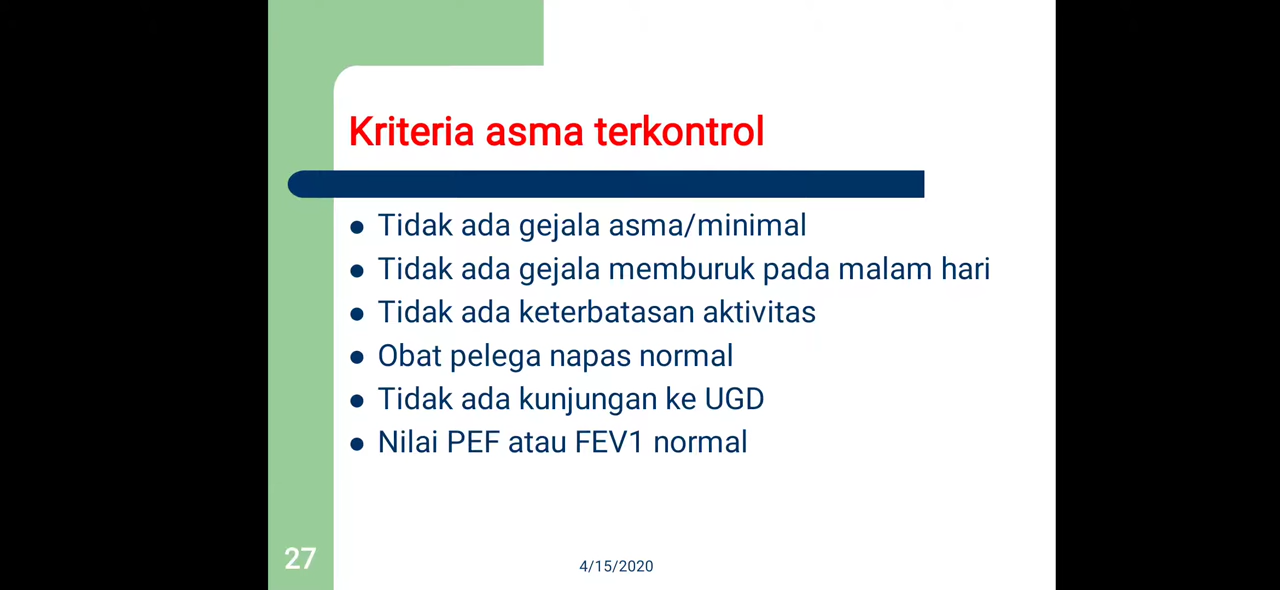 Kriteria asma terkontrol
● Tidak ada gejala asma/minimal
● Tidak ada gejala memburuk pada malam hari
● Tidak ada keterbatasan aktivitas
● Obat pelega napas normal
● Tidak ada kunjungan ke UGD
● Nilai PEF atau FEV1 normal
27
4/15/2020